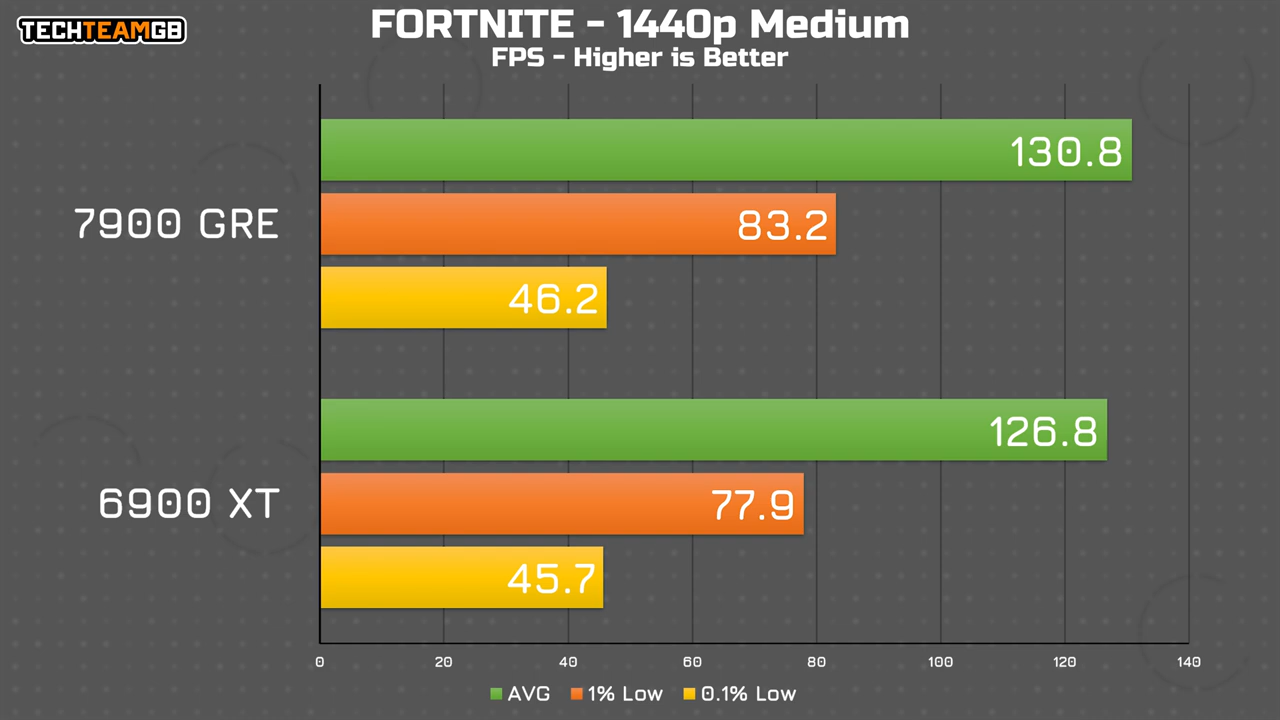 TECHTEAMGB
FORTNITE - 1440p Medium
FPS - Higher is Better
7900 GRE
130.8
83.2
46.2
6900 XT
126.8
77.9
45.7
0 20 40 60 80 100 120 140
AVG 1% Low 0.1% Low